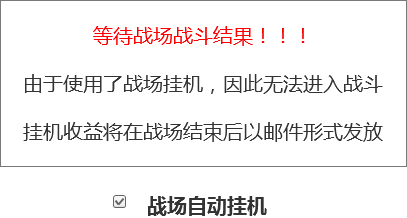 等待战场战斗结果！！！
由于使用了战场挂机，因此无法进入战斗
挂机收益将在战场结束后以邮件形式发放
战场自动挂机